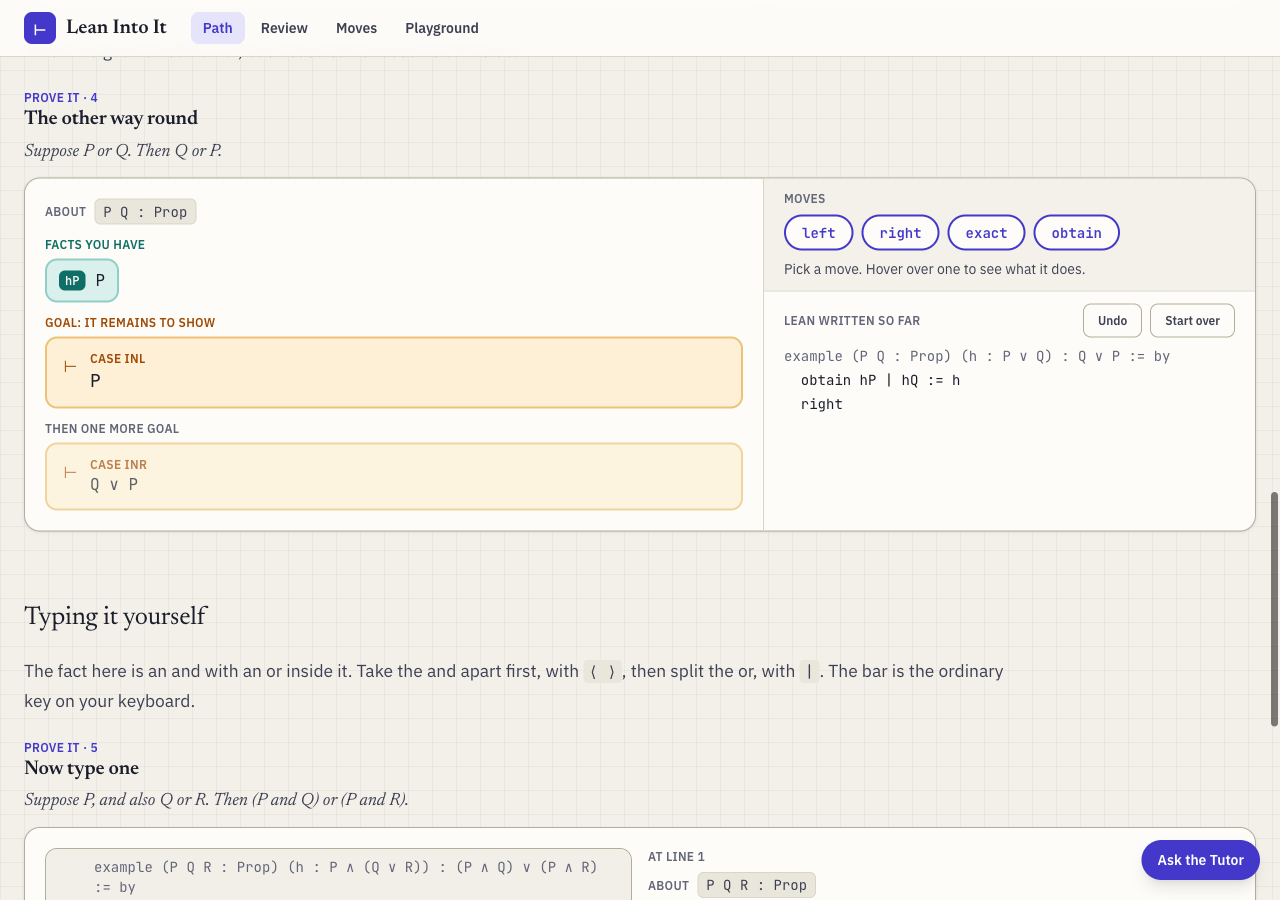 ⊢ Lean Into It Path Review Moves Playground
PROVE IT · 4
The other way round
Suppose P or Q. Then Q or P.
ABOUT P Q : Prop
FACTS YOU HAVE
hP P
GOAL: IT REMAINS TO SHOW
⊢ CASE INL
P
THEN ONE MORE GOAL
⊢ CASE INR
Q ∨ P
MOVES
left right exact obtain
Pick a move. Hover over one to see what it does.
LEAN WRITTEN SO FAR Undo Start over
example (P Q : Prop) (h : P ∨ Q) : Q ∨ P := by
obtain hP | hQ := h
right
Typing it yourself
The fact here is an and with an or inside it. Take the and apart first, with ⟨ ⟩, then split the or, with |. The bar is the ordinary
key on your keyboard.
PROVE IT · 5
Now type one
Suppose P, and also Q or R. Then (P and Q) or (P and R).
example (P Q R : Prop) (h : P ∧ (Q ∨ R)) : (P ∧ Q) ∨ (P ∧ R)
:= by
AT LINE 1
ABOUT P Q R : Prop
Ask the Tutor